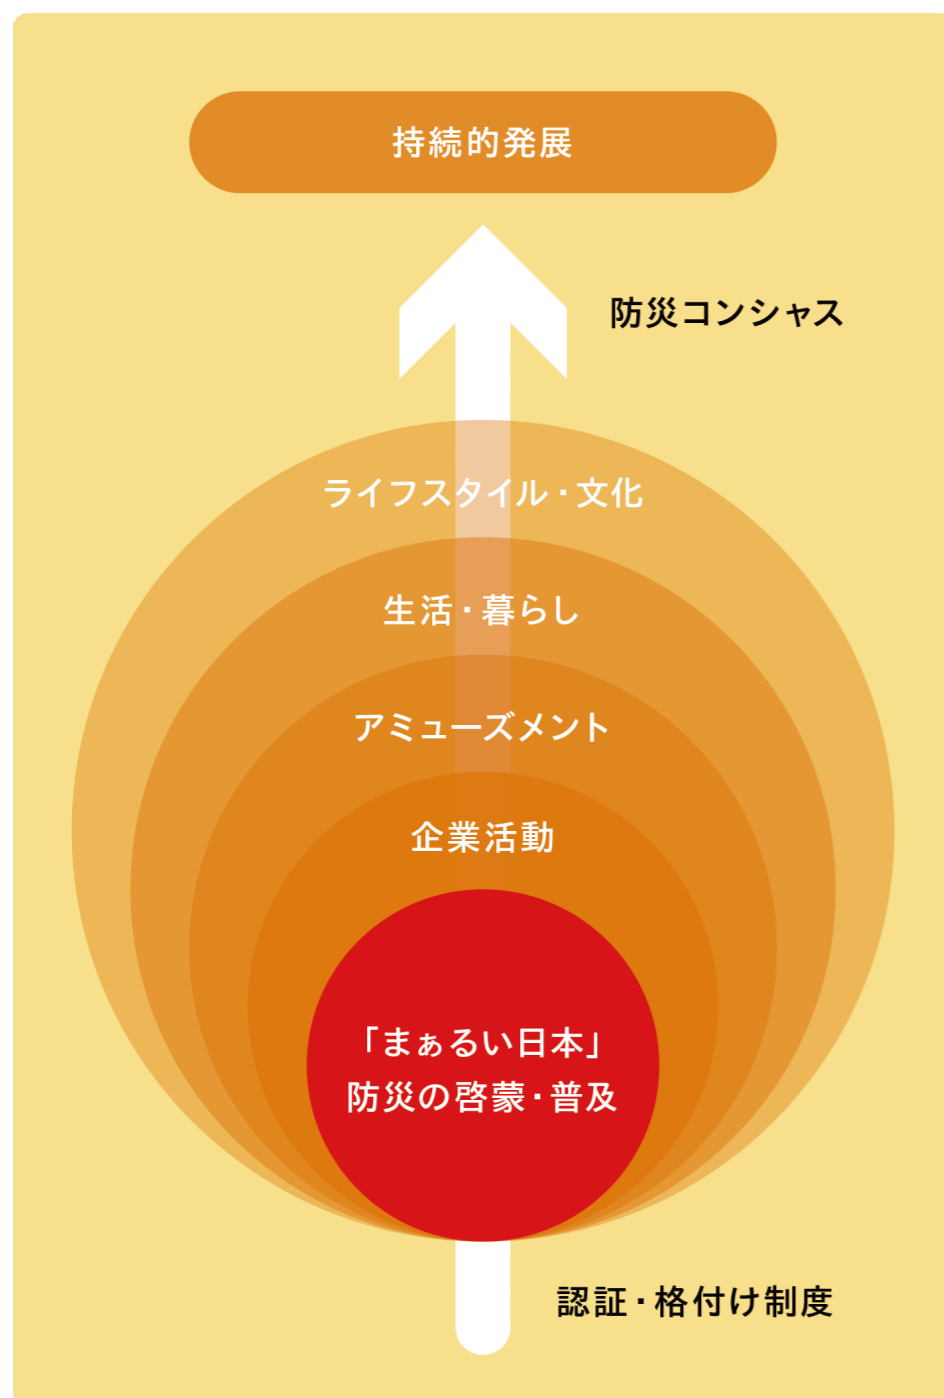 持続的発展
防災コンシャス
ライフスタイル・文化
生活・暮らし
アミューズメント
企業活動
「まぁるい日本」
防災の啓蒙・普及
認証・格付け制度